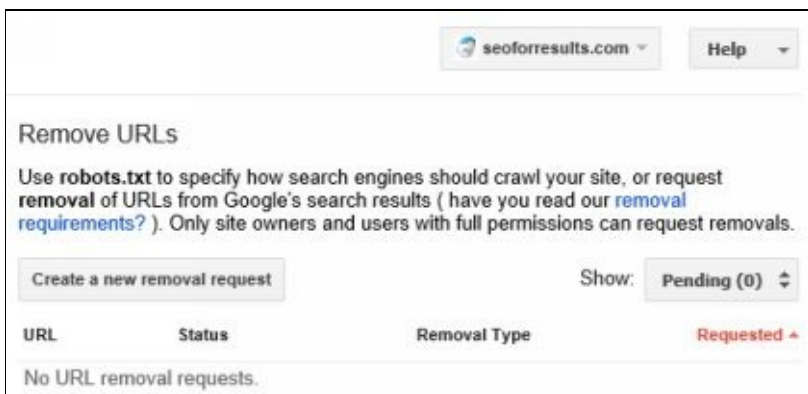 seoforresults.com
Help
Remove URLs
Use robots.txt to specify how search engines should crawl your site, or request
removal of URLs from Google's search results ( have you read our removal
requirements? ). Only site owners and users with full permissions can request removals.
Create a new removal request
Show: Pending (0)
URL Status Removal Type Requested
No URL removal requests.